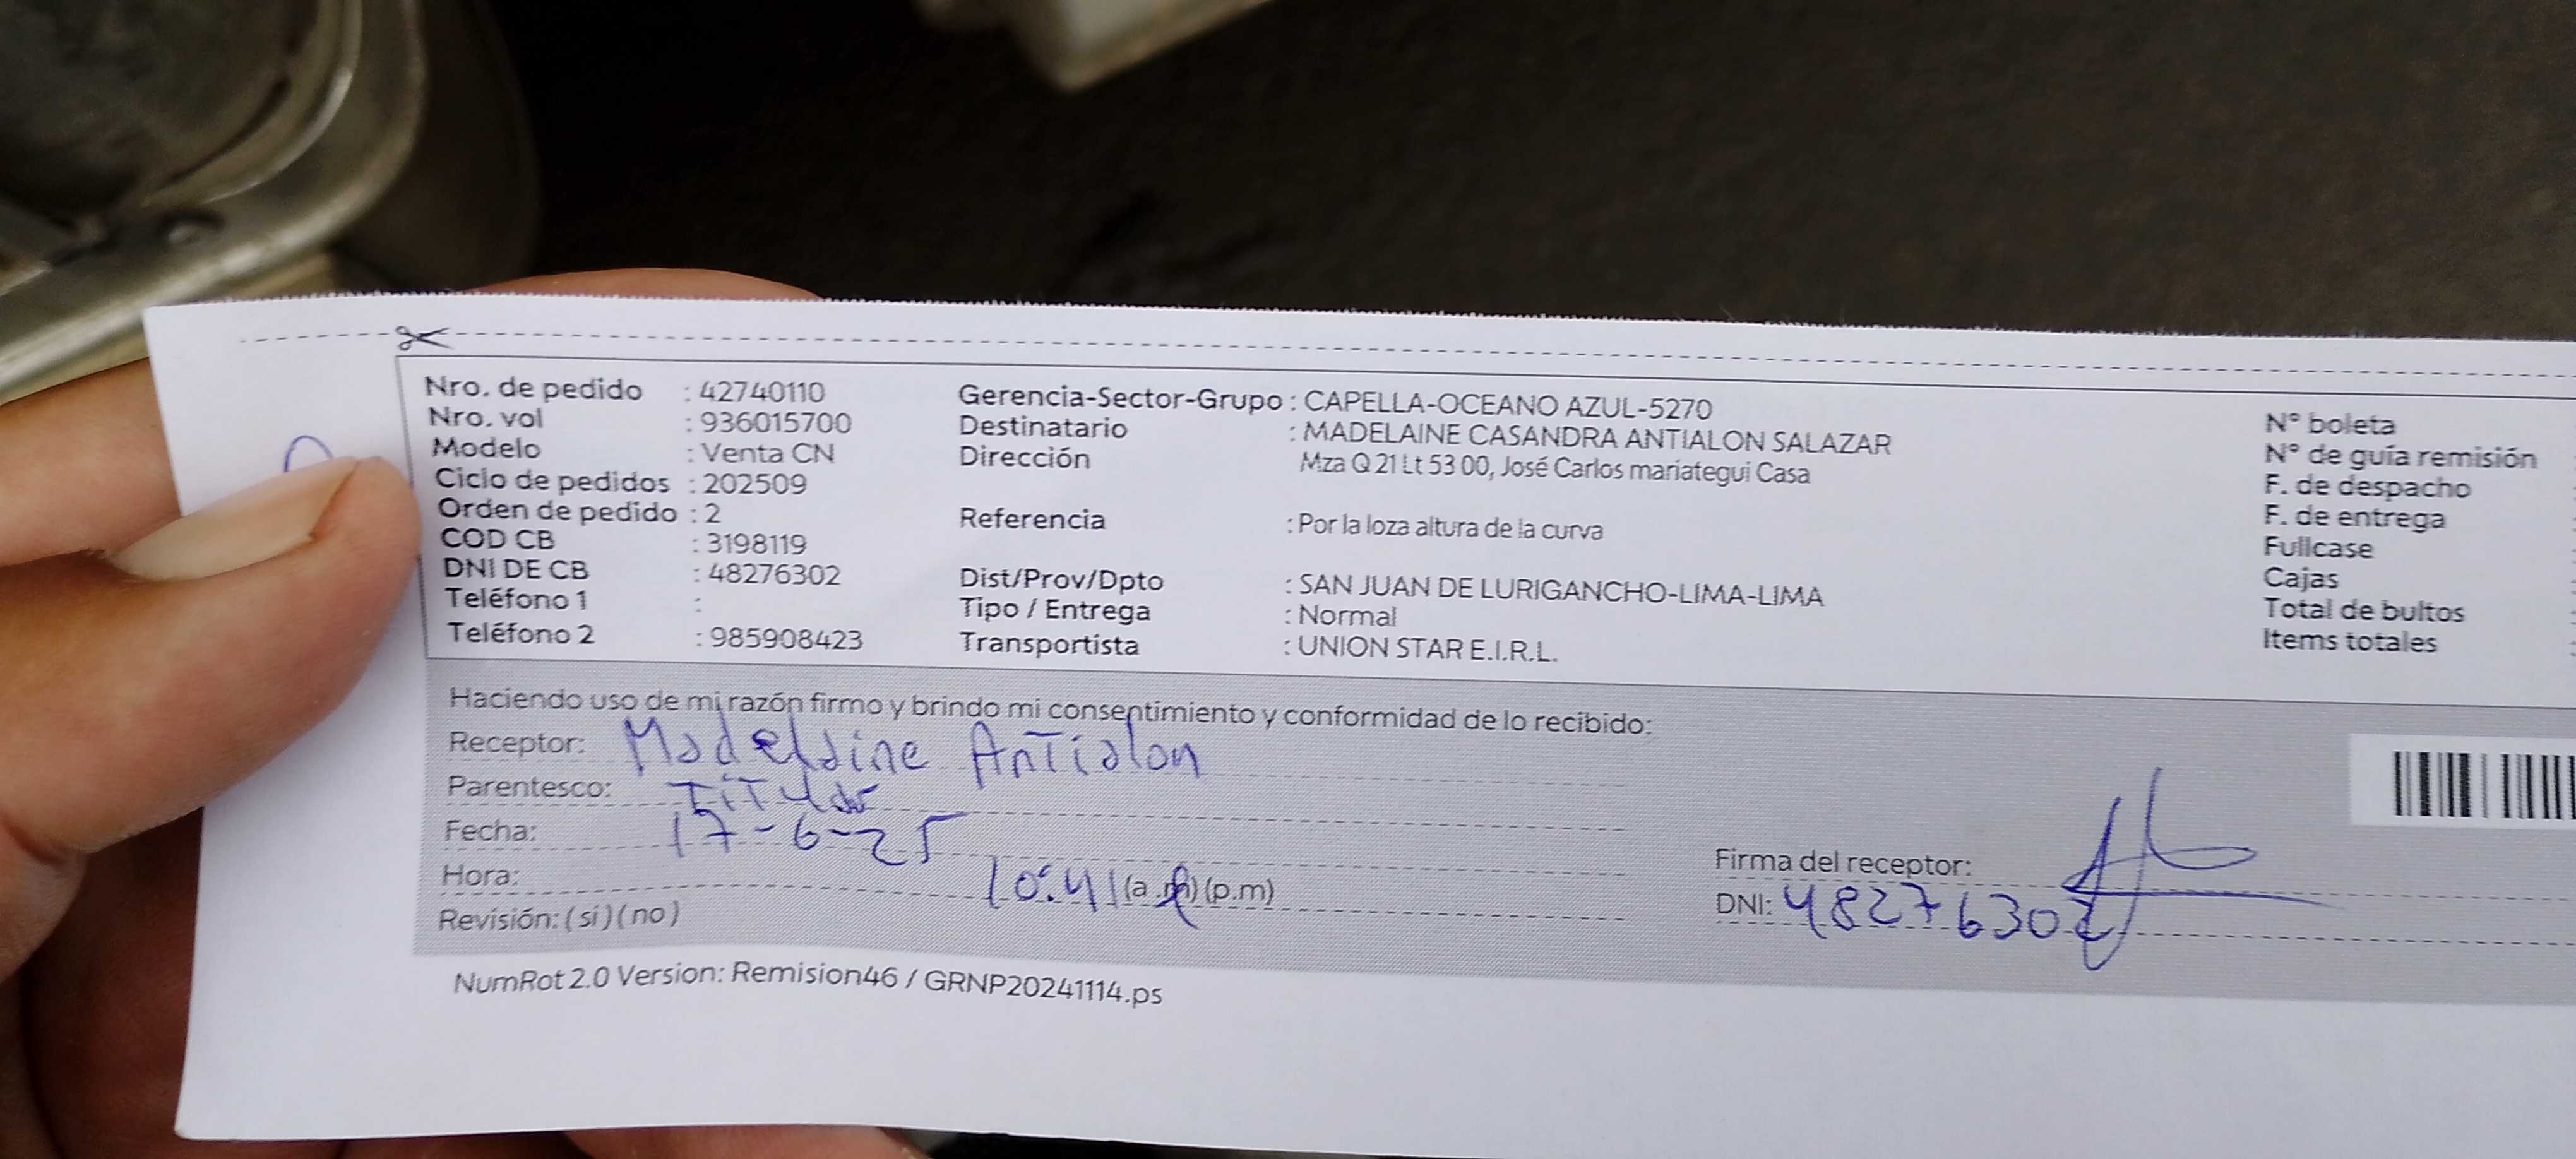 Nro. de pedido : 42740110 Gerencia-Sector-Grupo : CAPELLA-OCEANO AZUL-5270 N° boleta
Nro. vol : 936015700 Destinatario : MADELAINE CASANDRA ANTIALON SALAZAR N° de guía remisión
Modelo : Venta CN Dirección Mza Q 21 Lt 53 00, José Carlos mariategui Casa F. de despacho
Ciclo de pedidos : 202509 F. de entrega
Orden de pedido : 2 Referencia : Por la loza altura de la curva Fullcase
COD CB : 3198119 Cajas
DNI DE CB : 48276302 Dist/Prov/Dpto : SAN JUAN DE LURIGANCHO-LIMA-LIMA Total de bultos
Teléfono 1 : Tipo / Entrega : Normal Items totales
Teléfono 2 : 985908423 Transportista : UNION STAR E.I.R.L.
Haciendo uso de mi razón firmo y brindo mi consentimiento y conformidad de lo recibido:
Receptor: Madelaine Antialon
Parentesco: Titular
Fecha: 17-6-25
Firma del receptor:
Hora: 10:41 (a.m) (p.m)
DNI: 48276302
Revisión: (si) (no)
NumRot 2.0 Version: Remision46 / GRNP20241114.ps